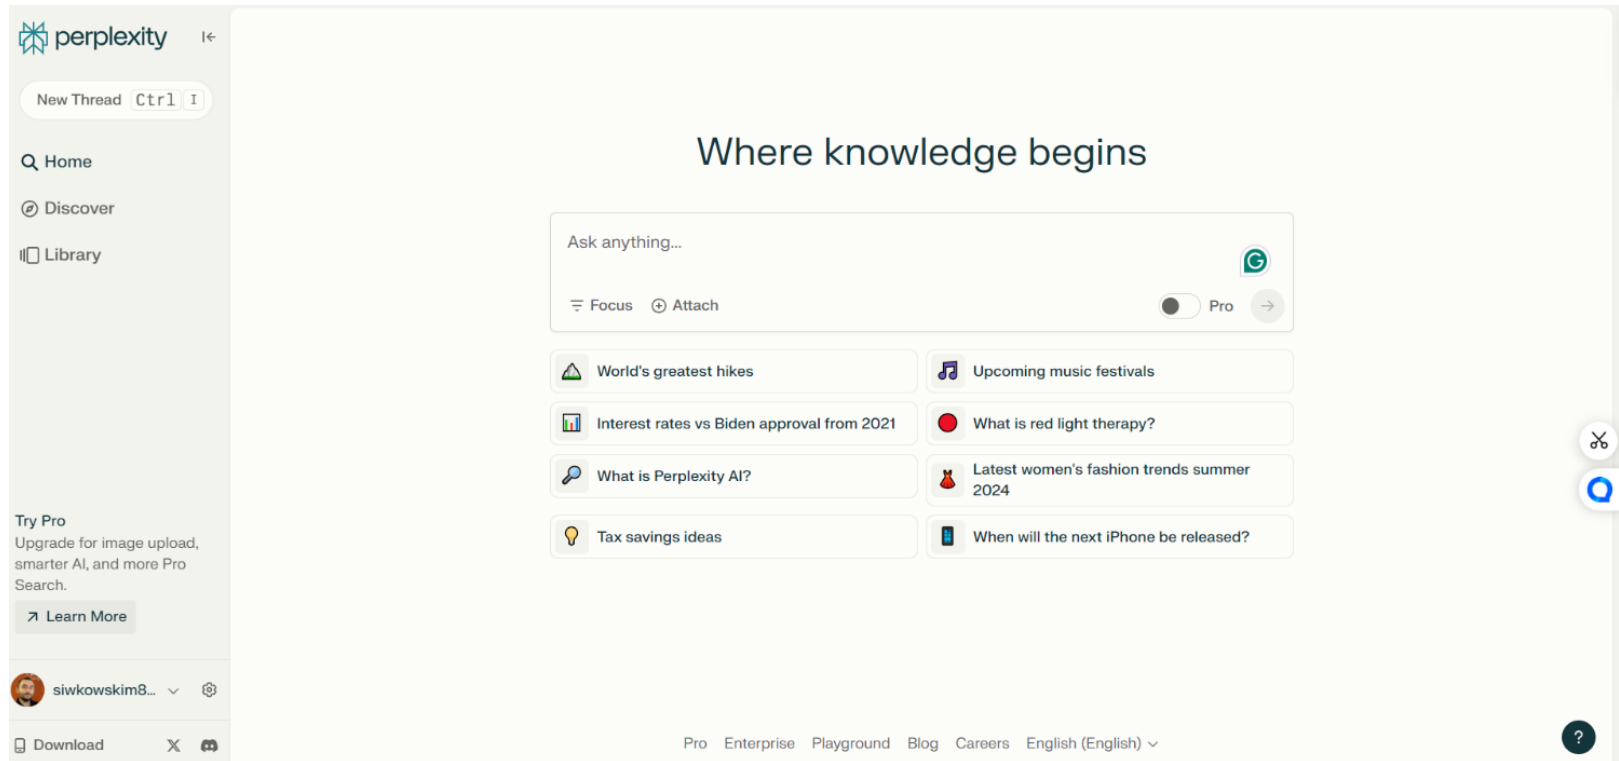 perplexity
New Thread Ctrl I
Home
Discover
Library
Where knowledge begins
Ask anything...
Focus Attach
Pro
World's greatest hikes
Upcoming music festivals
Interest rates vs Biden approval from 2021
What is red light therapy?
What is Perplexity AI?
Latest women's fashion trends summer
2024
Tax savings ideas
When will the next iPhone be released?
Try Pro
Upgrade for image upload,
smarter AI, and more Pro
Search.
Learn More
siwkowskim8...
Download
Pro Enterprise Playground Blog Careers English (English)
?